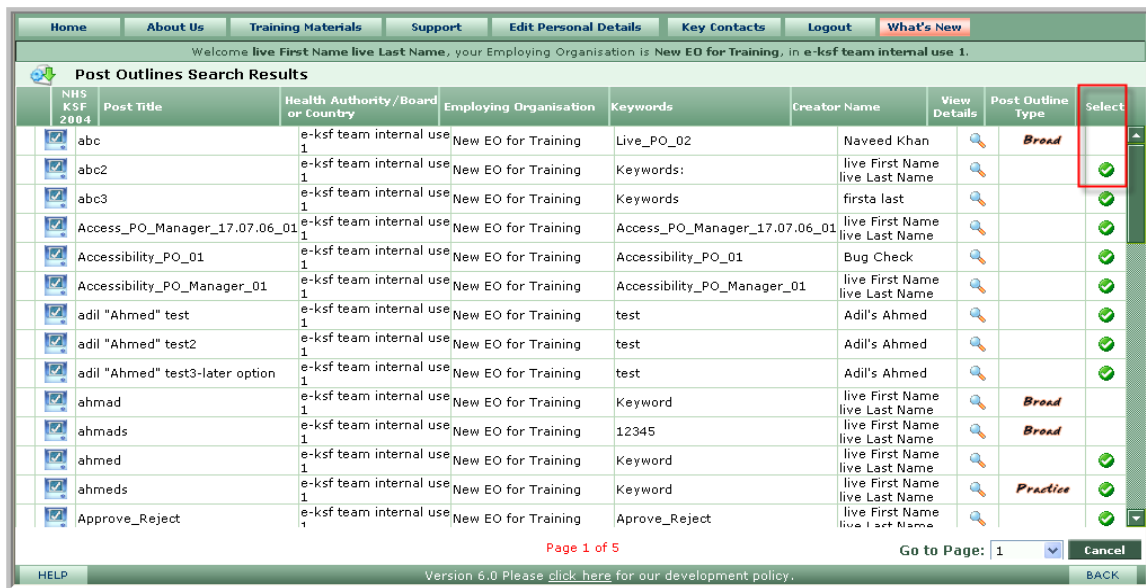 Home About Us Training Materials Support Edit Personal Details Key Contacts Logout What's New
Welcome live First Name live Last Name, your Employing Organisation is New EO for Training, in e-ksf team internal use 1.
Post Outlines Search Results
NHS KSF 2004 Post Title Health Authority/Board or Country Employing Organisation Keywords Creator Name View Details Post Outline Type Select
abc e-ksf team internal use 1 New EO for Training Live_PO_02 Naveed Khan Broad
abc2 e-ksf team internal use 1 New EO for Training Keywords: live First Name live Last Name
abc3 e-ksf team internal use 1 New EO for Training Keywords firsta last
Access_PO_Manager_17.07.06_01 e-ksf team internal use 1 New EO for Training Access_PO_Manager_17.07.06_01 live First Name live Last Name
Accessibility_PO_01 e-ksf team internal use 1 New EO for Training Accessibility_PO_01 Bug Check
Accessibility_PO_Manager_01 e-ksf team internal use 1 New EO for Training Accessibility_PO_Manager_01 live First Name live Last Name
adil "Ahmed" test e-ksf team internal use 1 New EO for Training test Adil's Ahmed
adil "Ahmed" test2 e-ksf team internal use 1 New EO for Training test Adil's Ahmed
adil "Ahmed" test3-later option e-ksf team internal use 1 New EO for Training test Adil's Ahmed
ahmad e-ksf team internal use 1 New EO for Training Keyword live First Name live Last Name Broad
ahmads e-ksf team internal use 1 New EO for Training 12345 live First Name live Last Name Broad
ahmed e-ksf team internal use 1 New EO for Training Keyword live First Name live Last Name
ahmeds e-ksf team internal use 1 New EO for Training Keyword live First Name live Last Name Practice
Approve_Reject e-ksf team internal use 1 New EO for Training Aprove_Reject live First Name live Last Name
Page 1 of 5 Go to Page: 1 Cancel
HELP Version 6.0 Please click here for our development policy. BACK